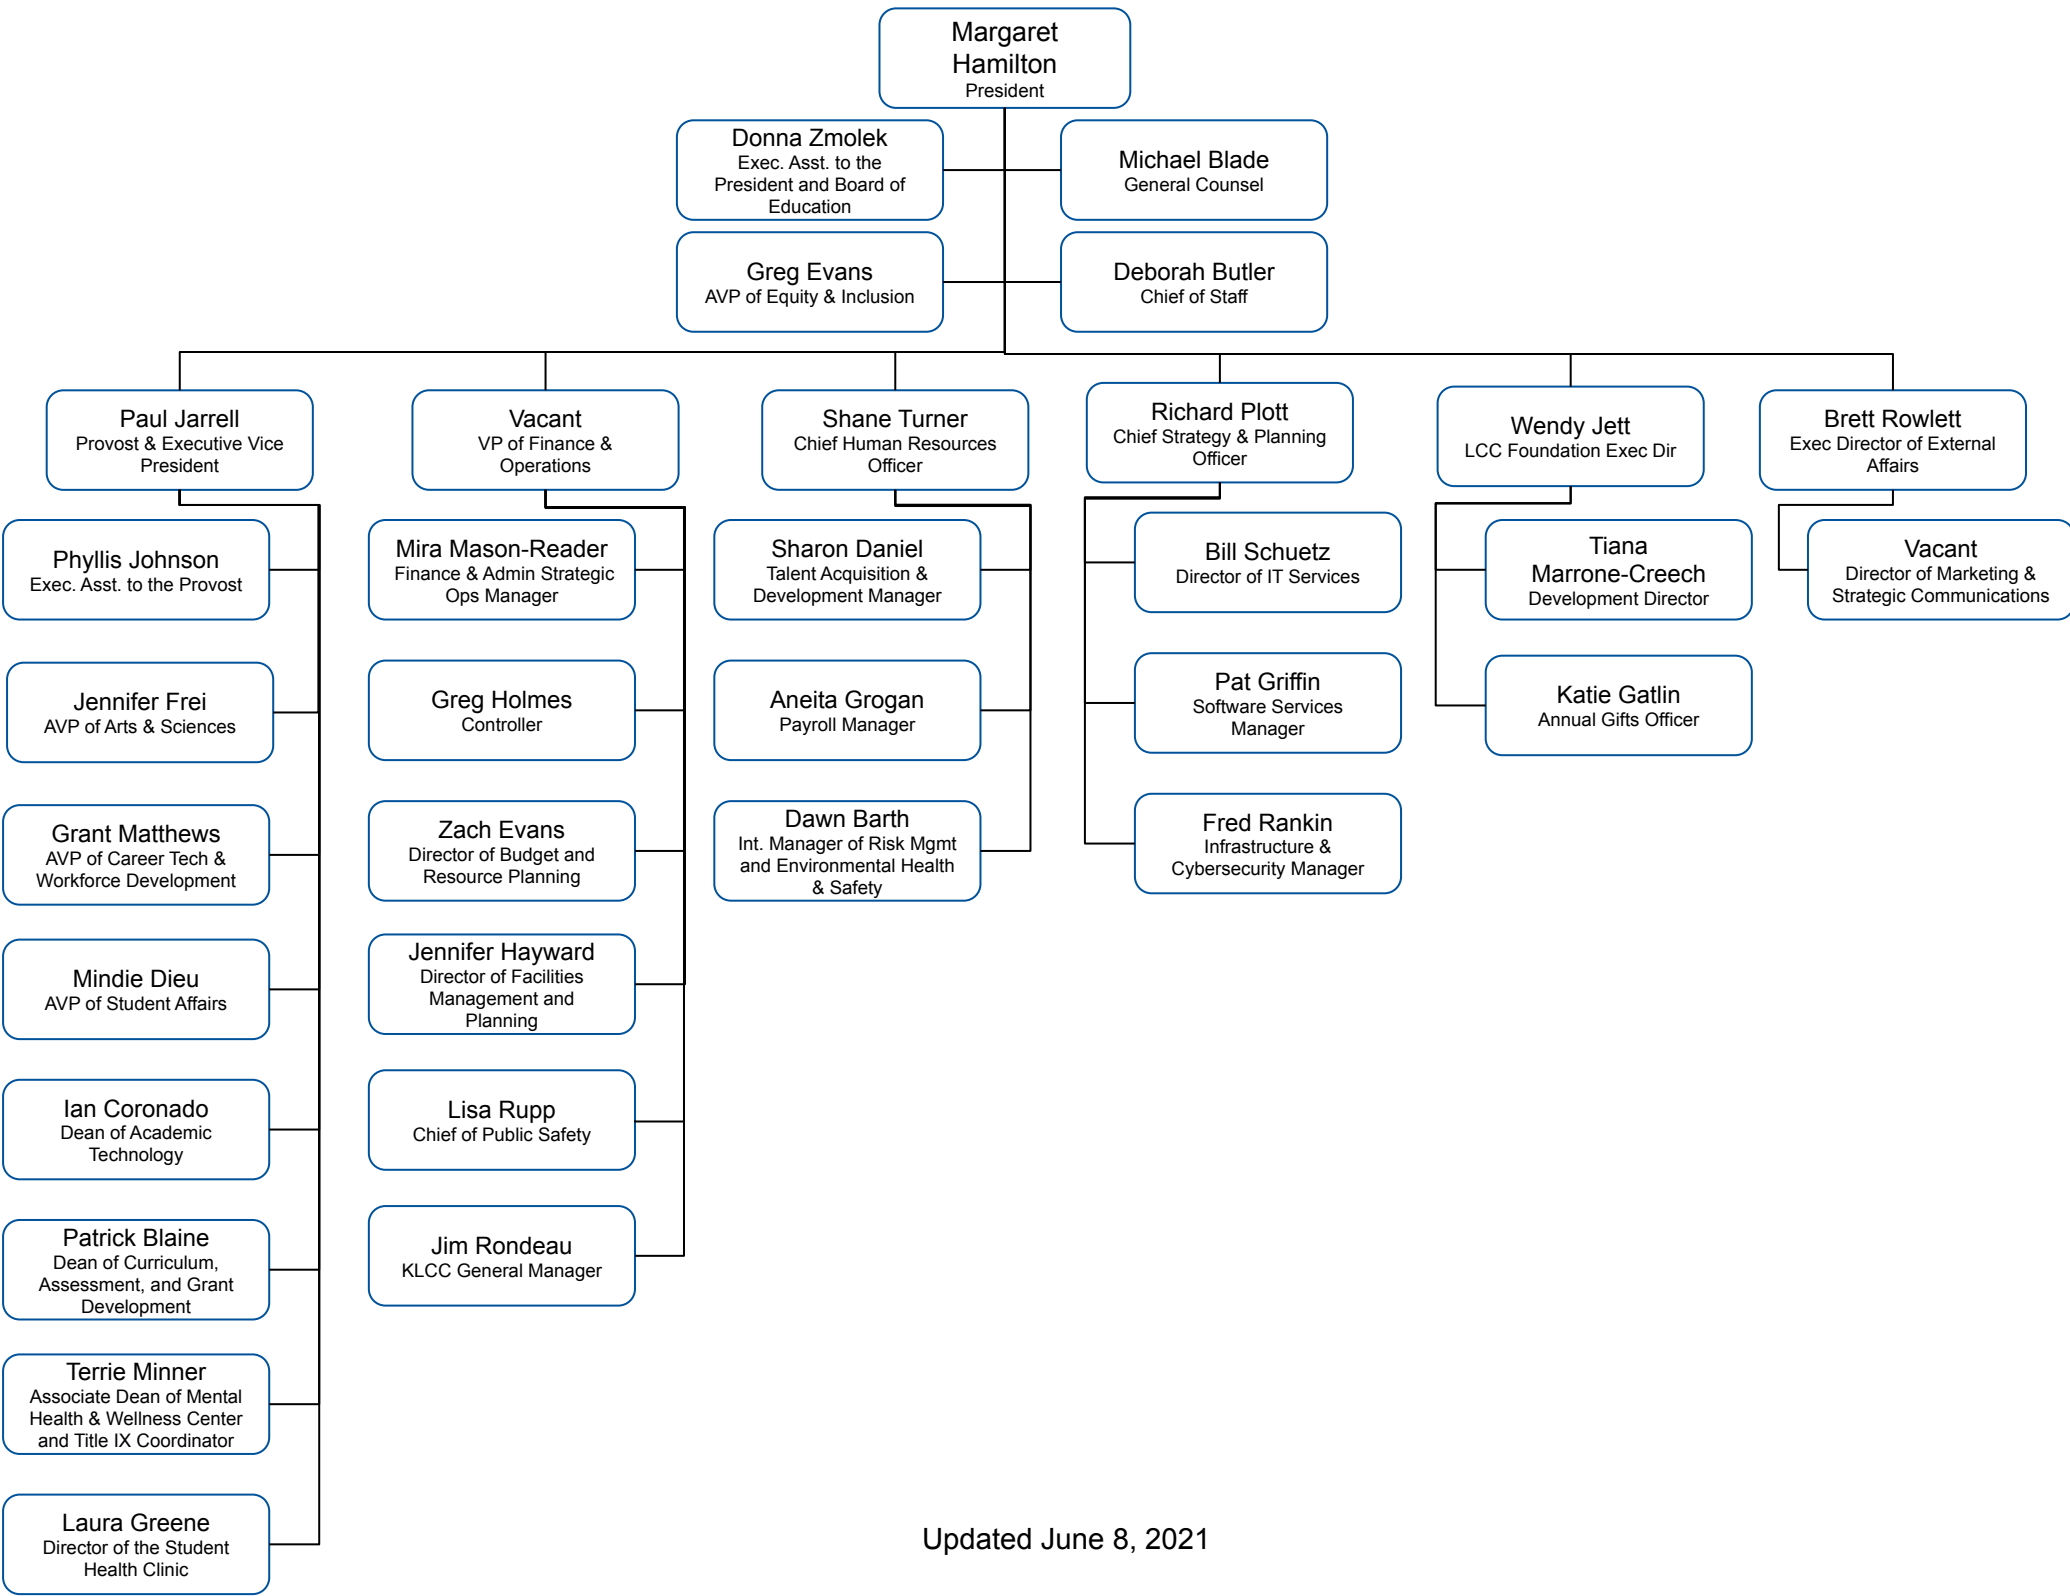 Margaret
Hamilton
President
Donna Zmolek
Exec. Asst. to the
President and Board of
Education
Michael Blade
General Counsel
Greg Evans
AVP of Equity & Inclusion
Deborah Butler
Chief of Staff
Paul Jarrell
Provost & Executive Vice
President
Vacant
VP of Finance &
Operations
Shane Turner
Chief Human Resources
Officer
Richard Plott
Chief Strategy & Planning
Officer
Wendy Jett
LCC Foundation Exec Dir
Brett Rowlett
Exec Director of External
Affairs
Phyllis Johnson
Exec. Asst. to the Provost
Jennifer Frei
AVP of Arts & Sciences
Grant Matthews
AVP of Career Tech &
Workforce Development
Mindie Dieu
AVP of Student Affairs
Ian Coronado
Dean of Academic
Technology
Patrick Blaine
Dean of Curriculum,
Assessment, and Grant
Development
Terrie Minner
Associate Dean of Mental
Health & Wellness Center
and Title IX Coordinator
Laura Greene
Director of the Student
Health Clinic
Mira Mason-Reader
Finance & Admin Strategic
Ops Manager
Greg Holmes
Controller
Zach Evans
Director of Budget and
Resource Planning
Jennifer Hayward
Director of Facilities
Management and
Planning
Lisa Rupp
Chief of Public Safety
Jim Rondeau
KLCC General Manager
Sharon Daniel
Talent Acquisition &
Development Manager
Aneita Grogan
Payroll Manager
Dawn Barth
Int. Manager of Risk Mgmt
and Environmental Health
& Safety
Bill Schuetz
Director of IT Services
Pat Griffin
Software Services
Manager
Fred Rankin
Infrastructure &
Cybersecurity Manager
Tiana
Marrone-Creech
Development Director
Katie Gatlin
Annual Gifts Officer
Vacant
Director of Marketing &
Strategic Communications
Updated June 8, 2021